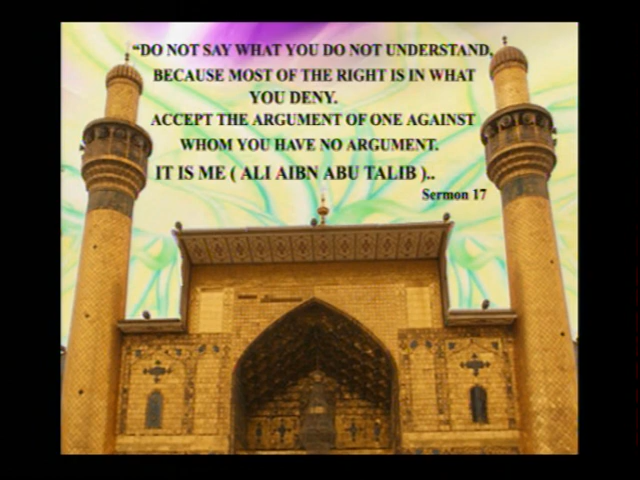 “DO NOT SAY WHAT YOU DO NOT UNDERSTAND,
BECAUSE MOST OF THE RIGHT IS IN WHAT
YOU DENY.
ACCEPT THE ARGUMENT OF ONE AGAINST
WHOM YOU HAVE NO ARGUMENT.
IT IS ME ( ALI AIBN ABU TALIB )..
Sermon 17